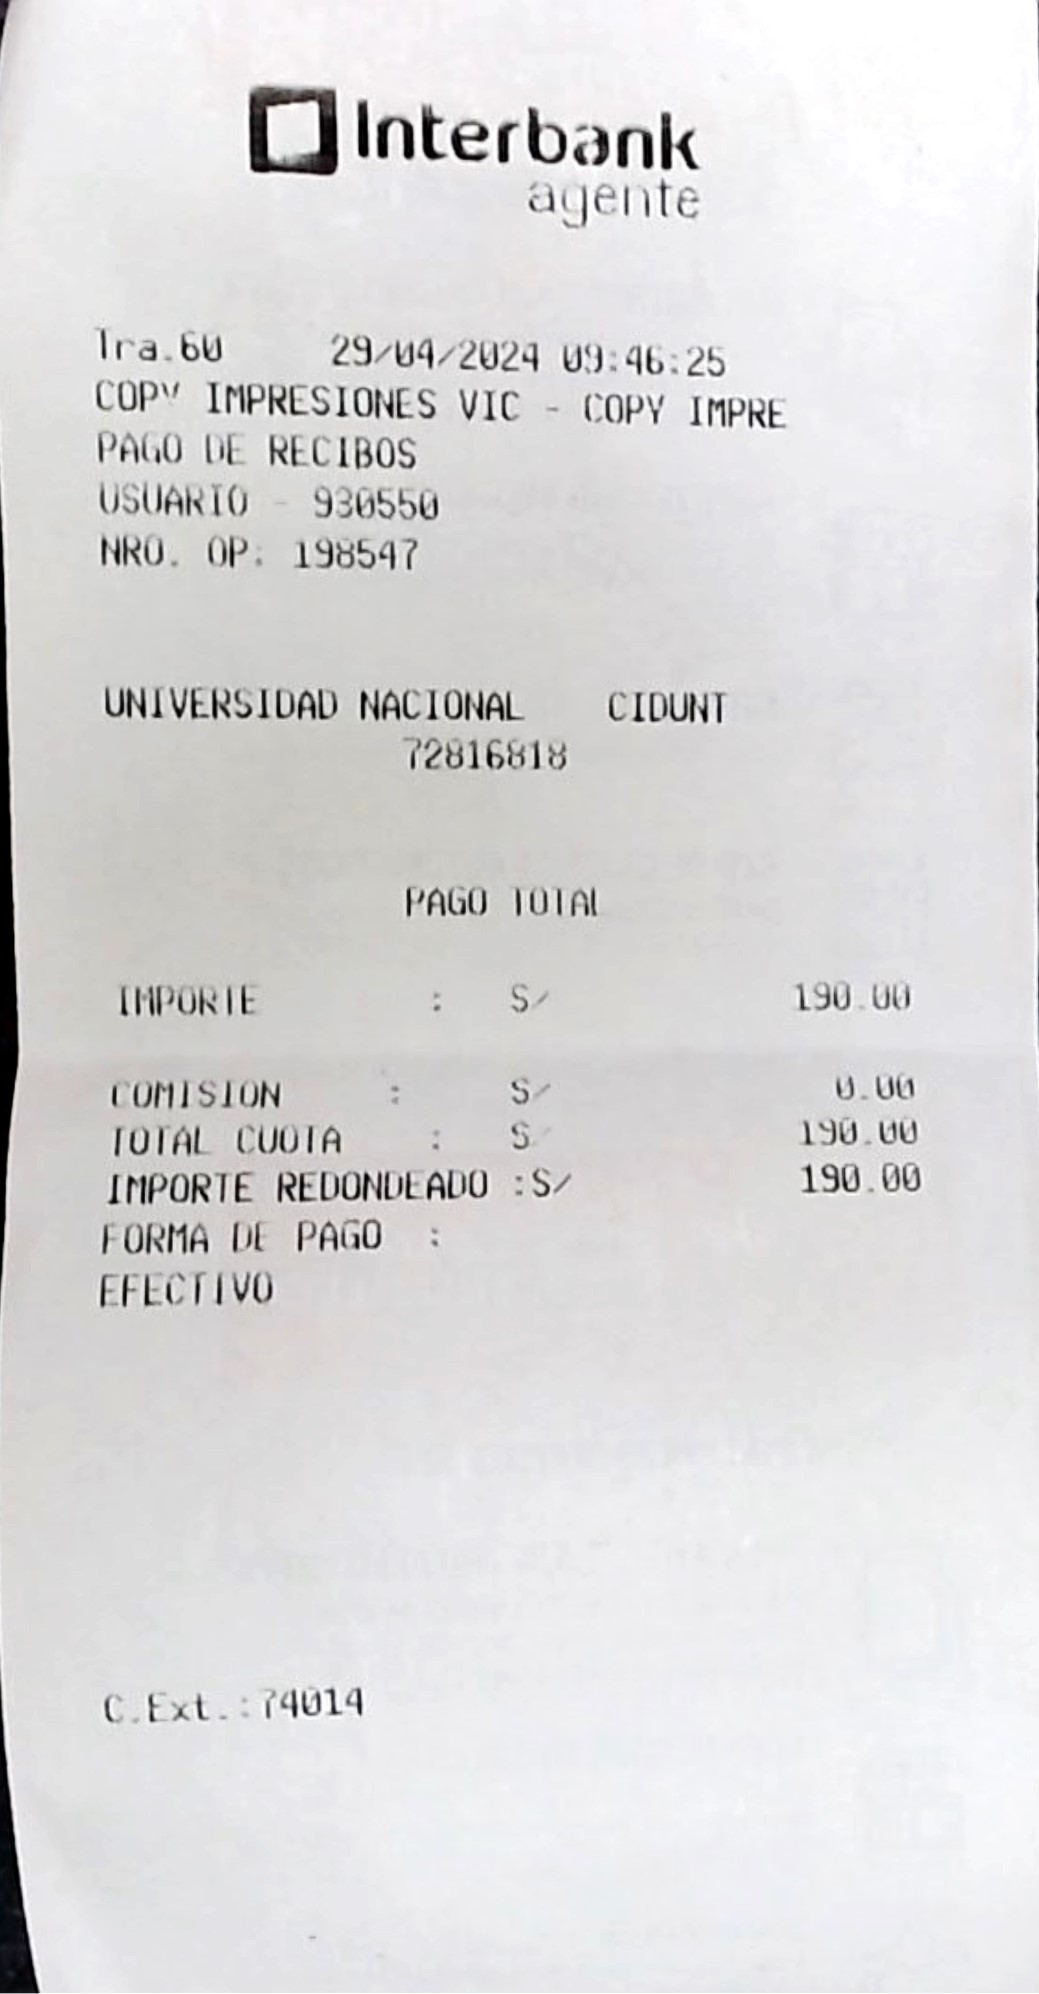 Interbank
agente
Tra.60 29/04/2024 09:46:25
COPY IMPRESIONES VIC - COPY IMPRE
PAGO DE RECIBOS
USUARIO - 930550
NRO. OP: 198547
UNIVERSIDAD NACIONAL CIDUNT
72816818
PAGO TOTAL
IMPORTE : S/ 190.00
COMISION : S/ 0.00
TOTAL CUOTA : S/ 190.00
IMPORTE REDONDEADO :S/ 190.00
FORMA DE PAGO :
EFECTIVO
C.Ext.:74014